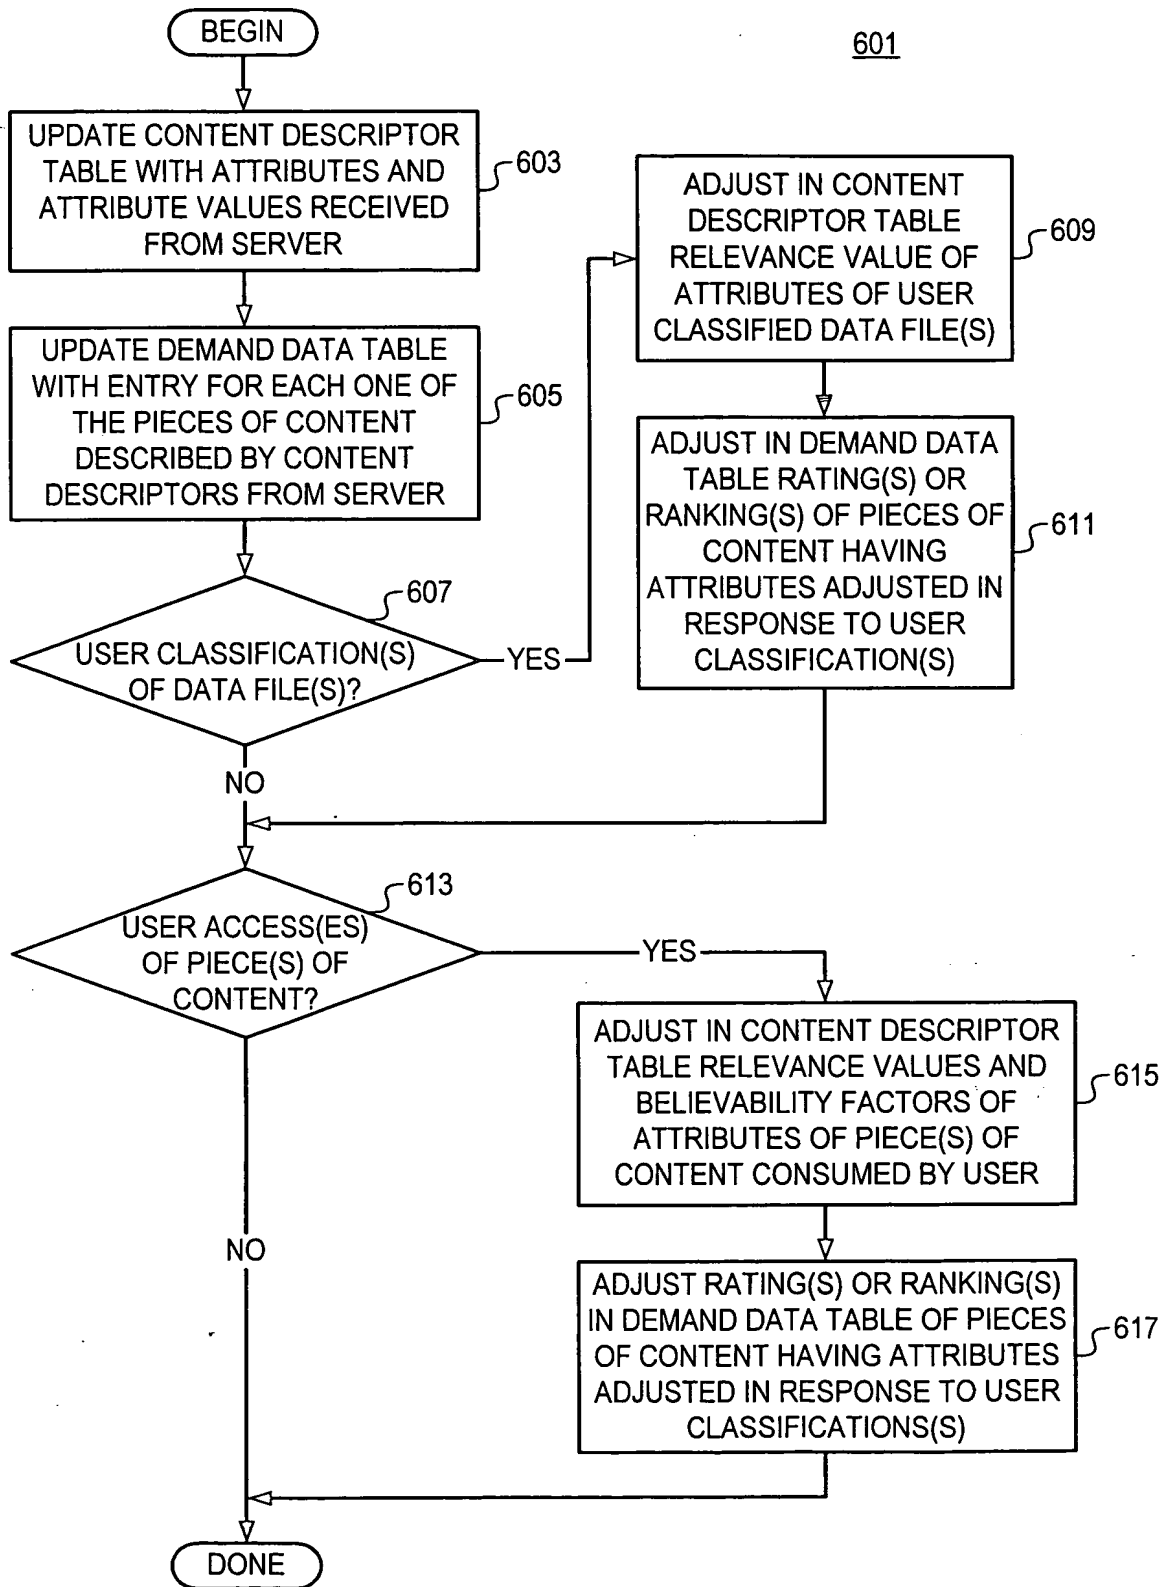 BEGIN
601
UPDATE CONTENT DESCRIPTOR
TABLE WITH ATTRIBUTES AND
ATTRIBUTE VALUES RECEIVED
FROM SERVER
603
UPDATE DEMAND DATA TABLE
WITH ENTRY FOR EACH ONE OF
THE PIECES OF CONTENT
DESCRIBED BY CONTENT
DESCRIPTORS FROM SERVER
605
USER CLASSIFICATION(S)
OF DATA FILE(S)?
607
YES
NO
ADJUST IN CONTENT
DESCRIPTOR TABLE
RELEVANCE VALUE OF
ATTRIBUTES OF USER
CLASSIFIED DATA FILE(S)
609
ADJUST IN DEMAND DATA
TABLE RATING(S) OR
RANKING(S) OF PIECES OF
CONTENT HAVING
ATTRIBUTES ADJUSTED IN
RESPONSE TO USER
CLASSIFICATION(S)
611
USER ACCESS(ES)
OF PIECE(S) OF
CONTENT?
613
YES
NO
ADJUST IN CONTENT DESCRIPTOR
TABLE RELEVANCE VALUES AND
BELIEVABILITY FACTORS OF
ATTRIBUTES OF PIECE(S) OF
CONTENT CONSUMED BY USER
615
ADJUST RATING(S) OR RANKING(S)
IN DEMAND DATA TABLE OF PIECES
OF CONTENT HAVING ATTRIBUTES
ADJUSTED IN RESPONSE TO USER
CLASSIFICATIONS(S)
617
DONE